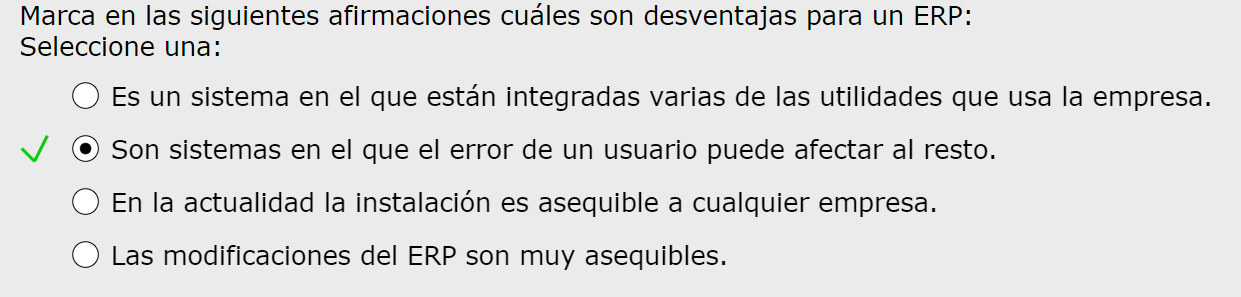 Marca en las siguientes afirmaciones cuáles son desventajas para un ERP:
Seleccione una:
Es un sistema en el que están integradas varias de las utilidades que usa la empresa.
Son sistemas en el que el error de un usuario puede afectar al resto.
En la actualidad la instalación es asequible a cualquier empresa.
Las modificaciones del ERP son muy asequibles.